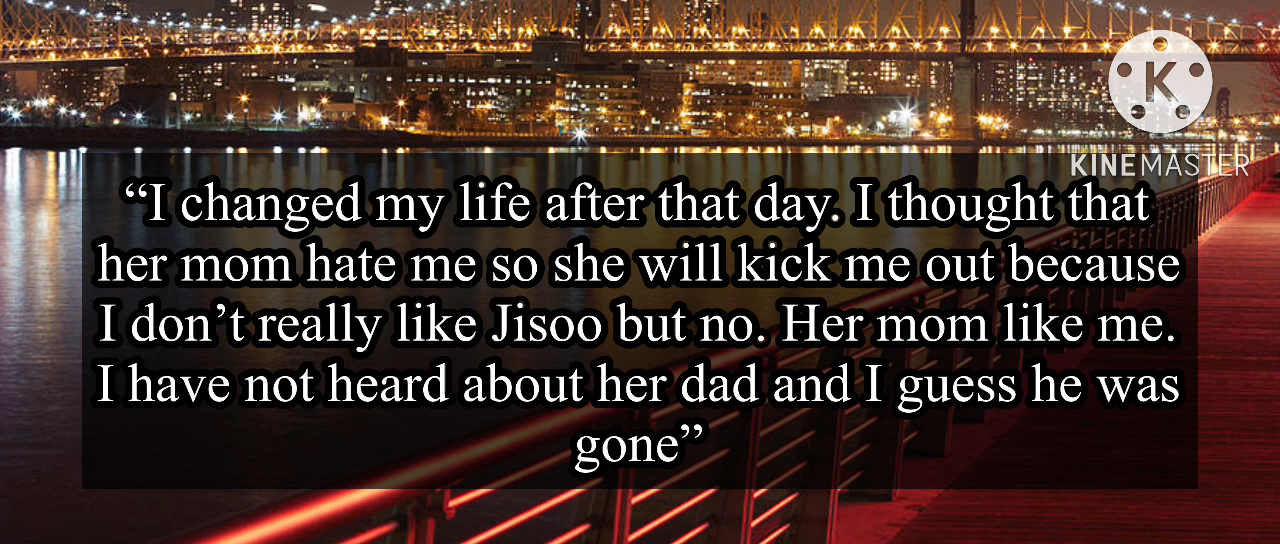 K
KINEMASTER
“I changed my life after that day. I thought that
her mom hate me so she will kick me out because
I don’t really like Jisoo but no. Her mom like me.
I have not heard about her dad and I guess he was
gone”